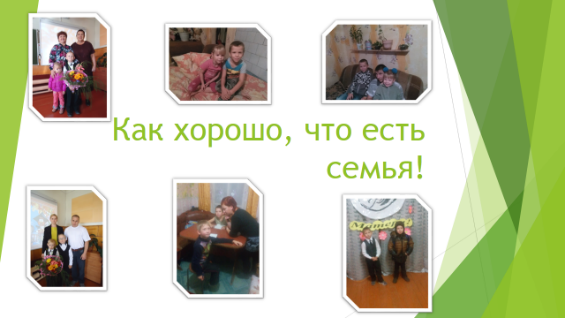 Как хорошо, что есть
семья!